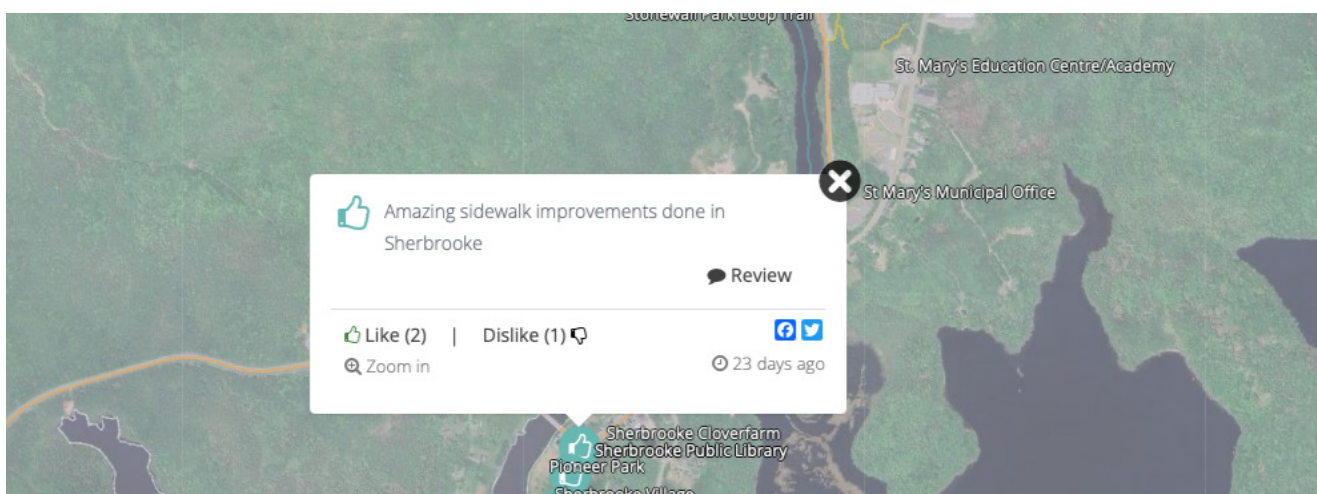 Stonewall Park Loop Trail
St. Mary's Education Centre/Academy
St Mary's Municipal Office
Amazing sidewalk improvements done in
Sherbrooke
Review
Like (2) | Dislike (1)
Zoom in
23 days ago
Sherbrooke Cloverfarm
Sherbrooke Public Library
Pioneer Park
Sherbrooke Village